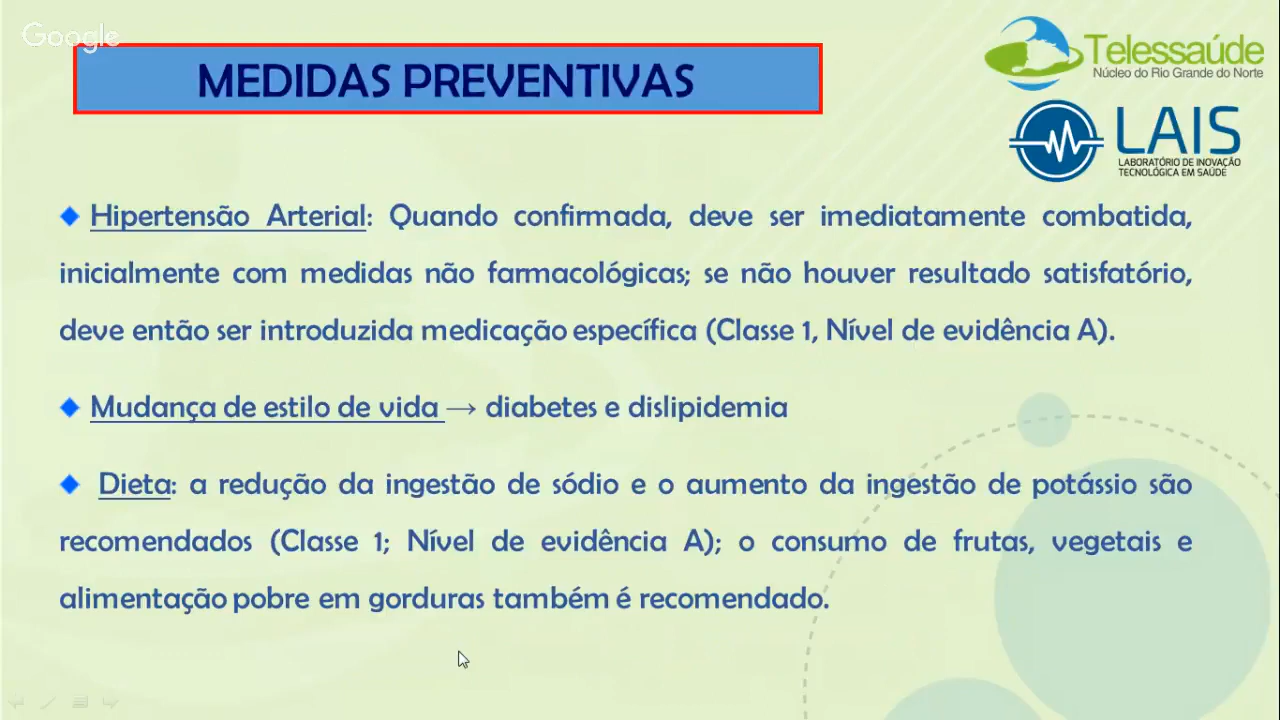 Google
MEDIDAS PREVENTIVAS
Telessaúde
Núcleo do Rio Grande do Norte
LAIS
LABORATÓRIO DE INOVAÇÃO
TECNOLÓGICA EM SAÚDE
Hipertensão Arterial: Quando confirmada, deve ser imediatamente combatida,
inicialmente com medidas não farmacológicas; se não houver resultado satisfatório,
deve então ser introduzida medicação específica (Classe 1, Nível de evidência A).
Mudança de estilo de vida → diabetes e dislipidemia
Dieta: a redução da ingestão de sódio e o aumento da ingestão de potássio são
recomendados (Classe 1; Nível de evidência A); o consumo de frutas, vegetais e
alimentação pobre em gorduras também é recomendado.